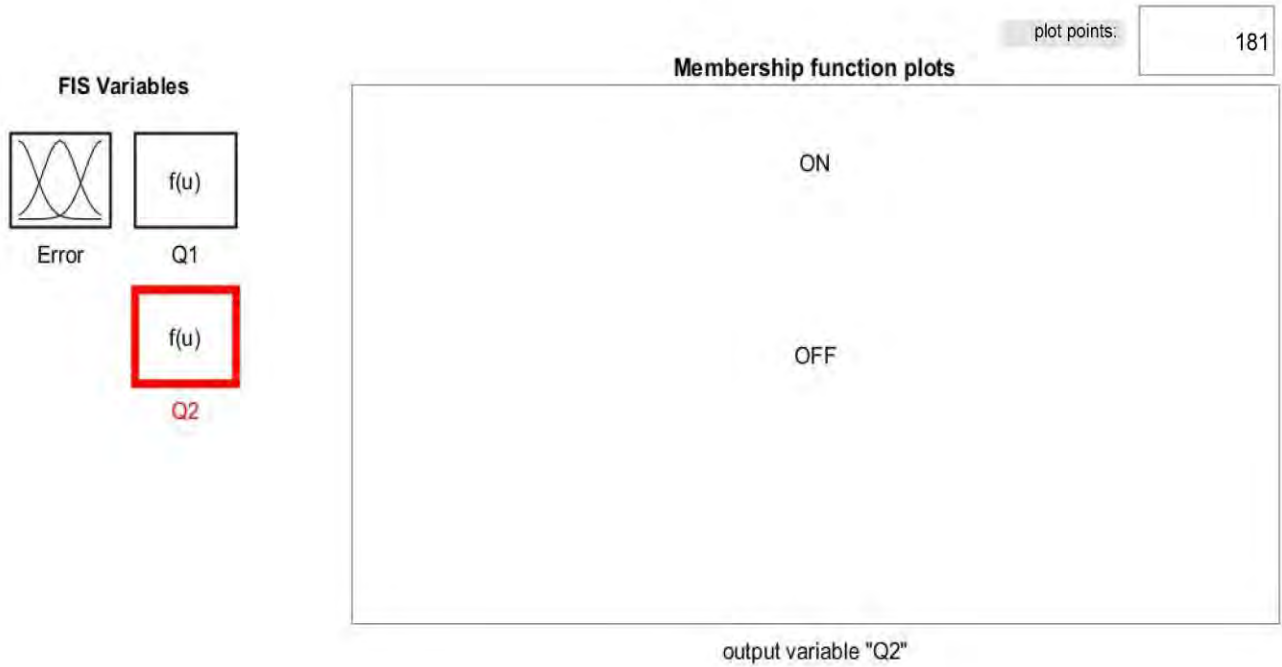 plot points:
181
Membership function plots
FIS Variables
f(u)
Error
Q1
f(u)
Q2
ON
OFF
output variable "Q2"